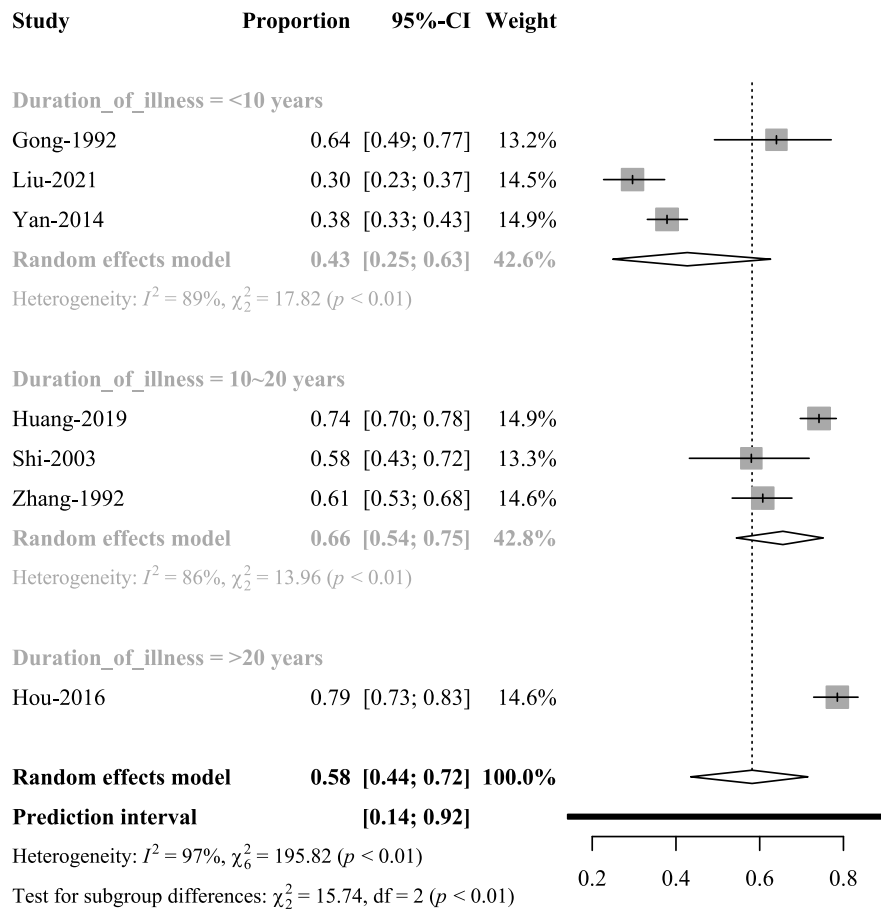 Study Proportion 95%-CI Weight
Duration_of_illness = <10 years
Gong-1992 0.64 [0.49; 0.77] 13.2%
Liu-2021 0.30 [0.23; 0.37] 14.5%
Yan-2014 0.38 [0.33; 0.43] 14.9%
Random effects model 0.43 [0.25; 0.63] 42.6%
Heterogeneity: I² = 89%, χ²₂ = 17.82 (p < 0.01)
Duration_of_illness = 10~20 years
Huang-2019 0.74 [0.70; 0.78] 14.9%
Shi-2003 0.58 [0.43; 0.72] 13.3%
Zhang-1992 0.61 [0.53; 0.68] 14.6%
Random effects model 0.66 [0.54; 0.75] 42.8%
Heterogeneity: I² = 86%, χ²₂ = 13.96 (p < 0.01)
Duration_of_illness = >20 years
Hou-2016 0.79 [0.73; 0.83] 14.6%
Random effects model 0.58 [0.44; 0.72] 100.0%
Prediction interval [0.14; 0.92]
Heterogeneity: I² = 97%, χ²₆ = 195.82 (p < 0.01)
Test for subgroup differences: χ²₂ = 15.74, df = 2 (p < 0.01)
0.2 0.4 0.6 0.8